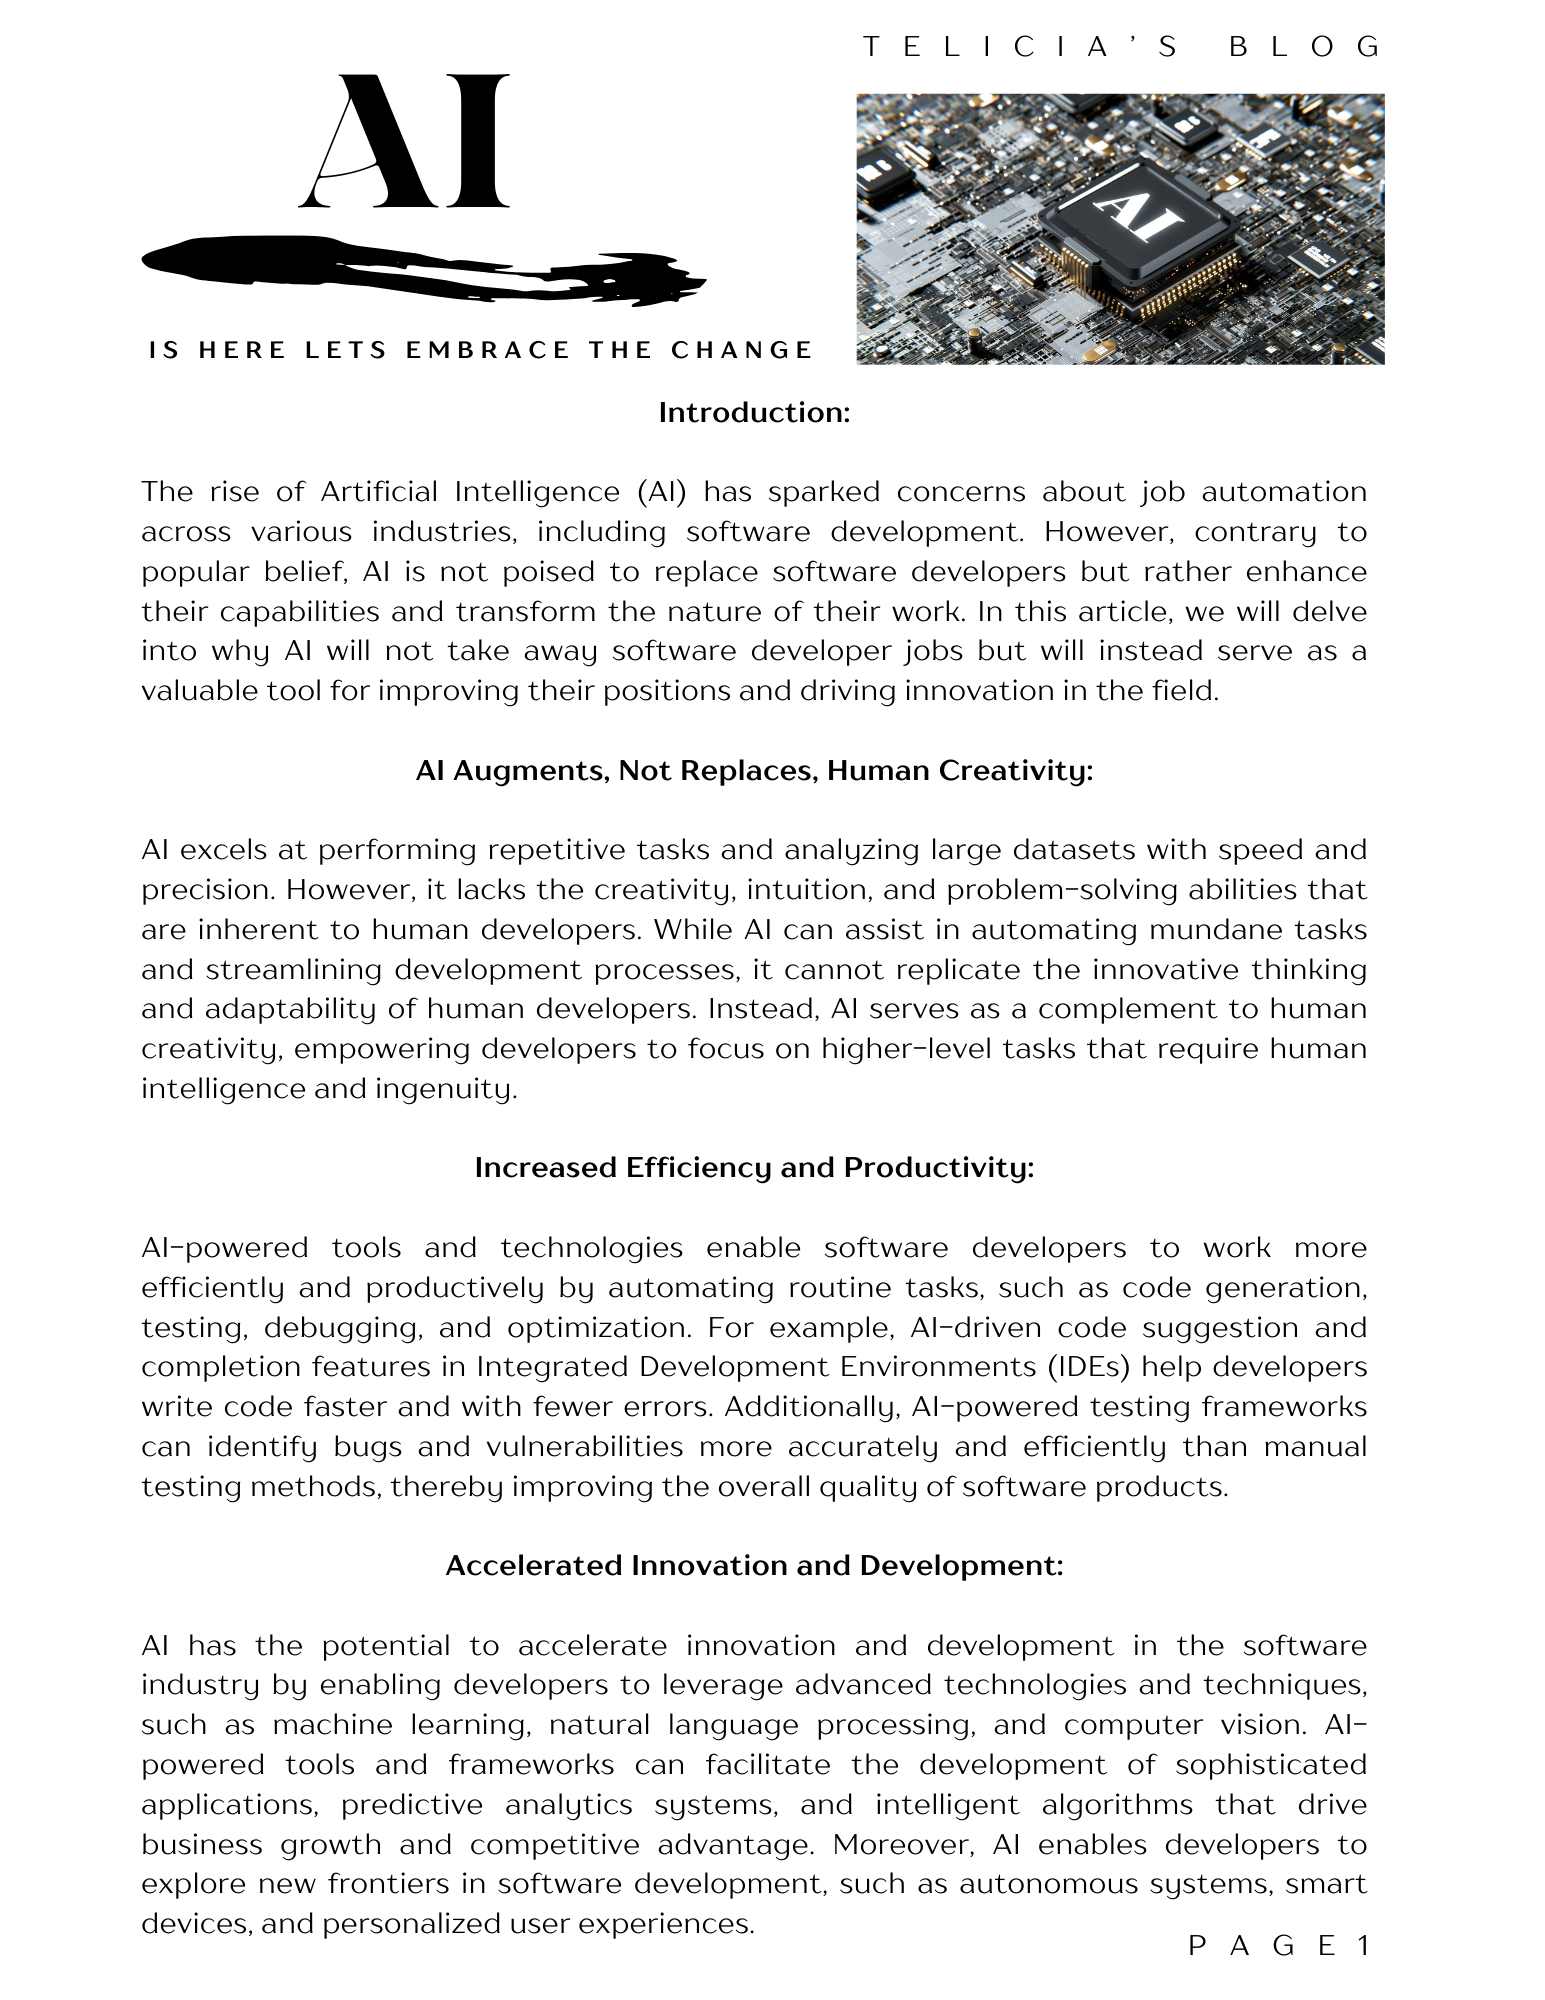 TELICIA'S BLOG
AI
IS HERE LETS EMBRACE THE CHANGE
AI
Introduction:
The rise of Artificial Intelligence (AI) has sparked concerns about job automation
across various industries, including software development. However, contrary to
popular belief, AI is not poised to replace software developers but rather enhance
their capabilities and transform the nature of their work. In this article, we will delve
into why AI will not take away software developer jobs but will instead serve as a
valuable tool for improving their positions and driving innovation in the field.
AI Augments, Not Replaces, Human Creativity:
AI excels at performing repetitive tasks and analyzing large datasets with speed and
precision. However, it lacks the creativity, intuition, and problem-solving abilities that
are inherent to human developers. While AI can assist in automating mundane tasks
and streamlining development processes, it cannot replicate the innovative thinking
and adaptability of human developers. Instead, AI serves as a complement to human
creativity, empowering developers to focus on higher-level tasks that require human
intelligence and ingenuity.
Increased Efficiency and Productivity:
AI-powered tools and technologies enable software developers to work more
efficiently and productively by automating routine tasks, such as code generation,
testing, debugging, and optimization. For example, AI-driven code suggestion and
completion features in Integrated Development Environments (IDEs) help developers
write code faster and with fewer errors. Additionally, AI-powered testing frameworks
can identify bugs and vulnerabilities more accurately and efficiently than manual
testing methods, thereby improving the overall quality of software products.
Accelerated Innovation and Development:
AI has the potential to accelerate innovation and development in the software
industry by enabling developers to leverage advanced technologies and techniques,
such as machine learning, natural language processing, and computer vision. AI-
powered tools and frameworks can facilitate the development of sophisticated
applications, predictive analytics systems, and intelligent algorithms that drive
business growth and competitive advantage. Moreover, AI enables developers to
explore new frontiers in software development, such as autonomous systems, smart
devices, and personalized user experiences.
PAGE 1